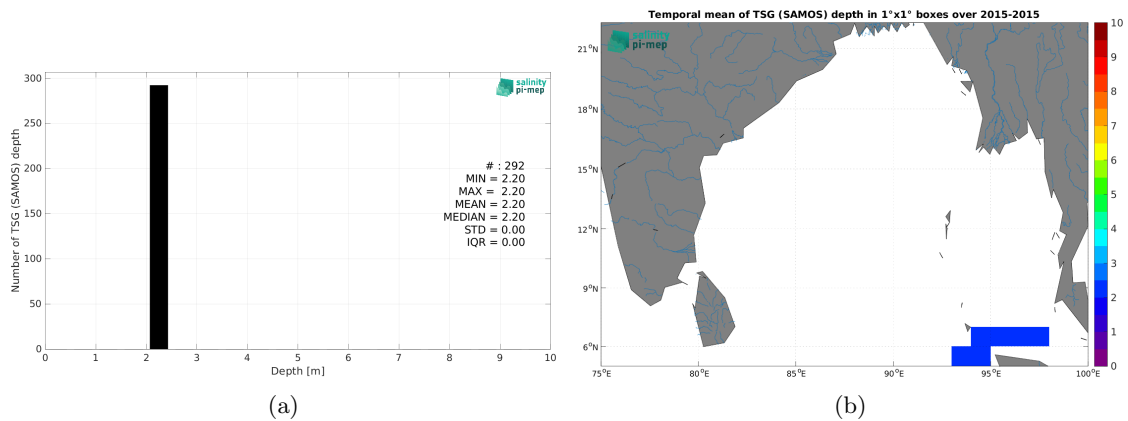 salinity
pi-mep
Number of TSG (SAMOS) depth
300
250
200
150
100
50
0
# : 292
MIN = 2.20
MAX = 2.20
MEAN = 2.20
MEDIAN = 2.20
STD = 0.00
IQR = 0.00
0 1 2 3 4 5 6 7 8 9 10
Depth [m]
(a)
Temporal mean of TSG (SAMOS) depth in 1°x1° boxes over 2015-2015
salinity
pi-mep
21°N
18°N
15°N
12°N
9°N
6°N
75°E 80°E 85°E 90°E 95°E 100°E
10
9
8
7
6
5
4
3
2
1
0
(b)